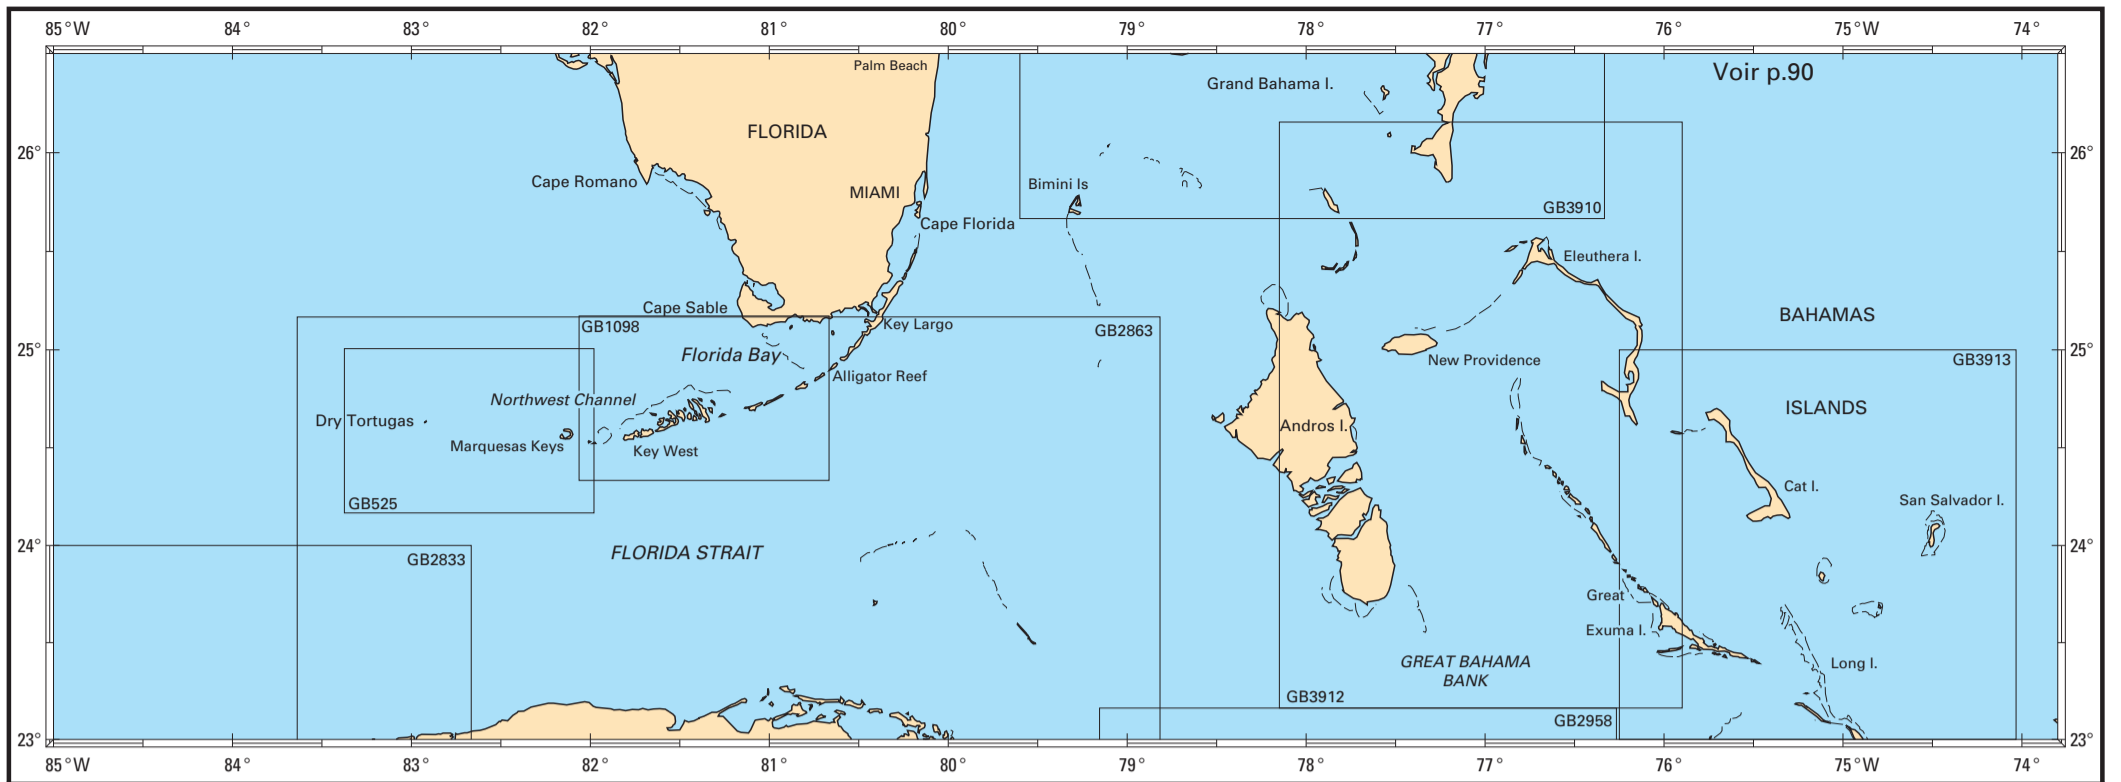 85°W 84° 83° 82° 81° 80° 79° 78° 77° 76° 75°W 74°
Palm Beach
Voir p.90
Grand Bahama I.
FLORIDA
26° 26°
Cape Romano
Bimini Is
MIAMI
GB3910
Cape Florida
Eleuthera I.
Cape Sable
BAHAMAS
GB1098
Key Largo
GB2863
25° 25°
Florida Bay
New Providence
GB3913
Alligator Reef
Northwest Channel
ISLANDS
Dry Tortugas
Andros I.
Marquesas Keys
Key West
Cat I.
San Salvador I.
GB525
24° 24°
FLORIDA STRAIT
GB2833
Great
Exuma I.
GREAT BAHAMA
BANK
Long I.
GB3912
GB2958
23° 23°
85°W 84° 83° 82° 81° 80° 79° 78° 77° 76° 75°W 74°